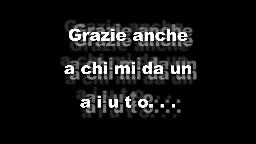 Grazie anche
a chi mi da un
a i u t o. . .